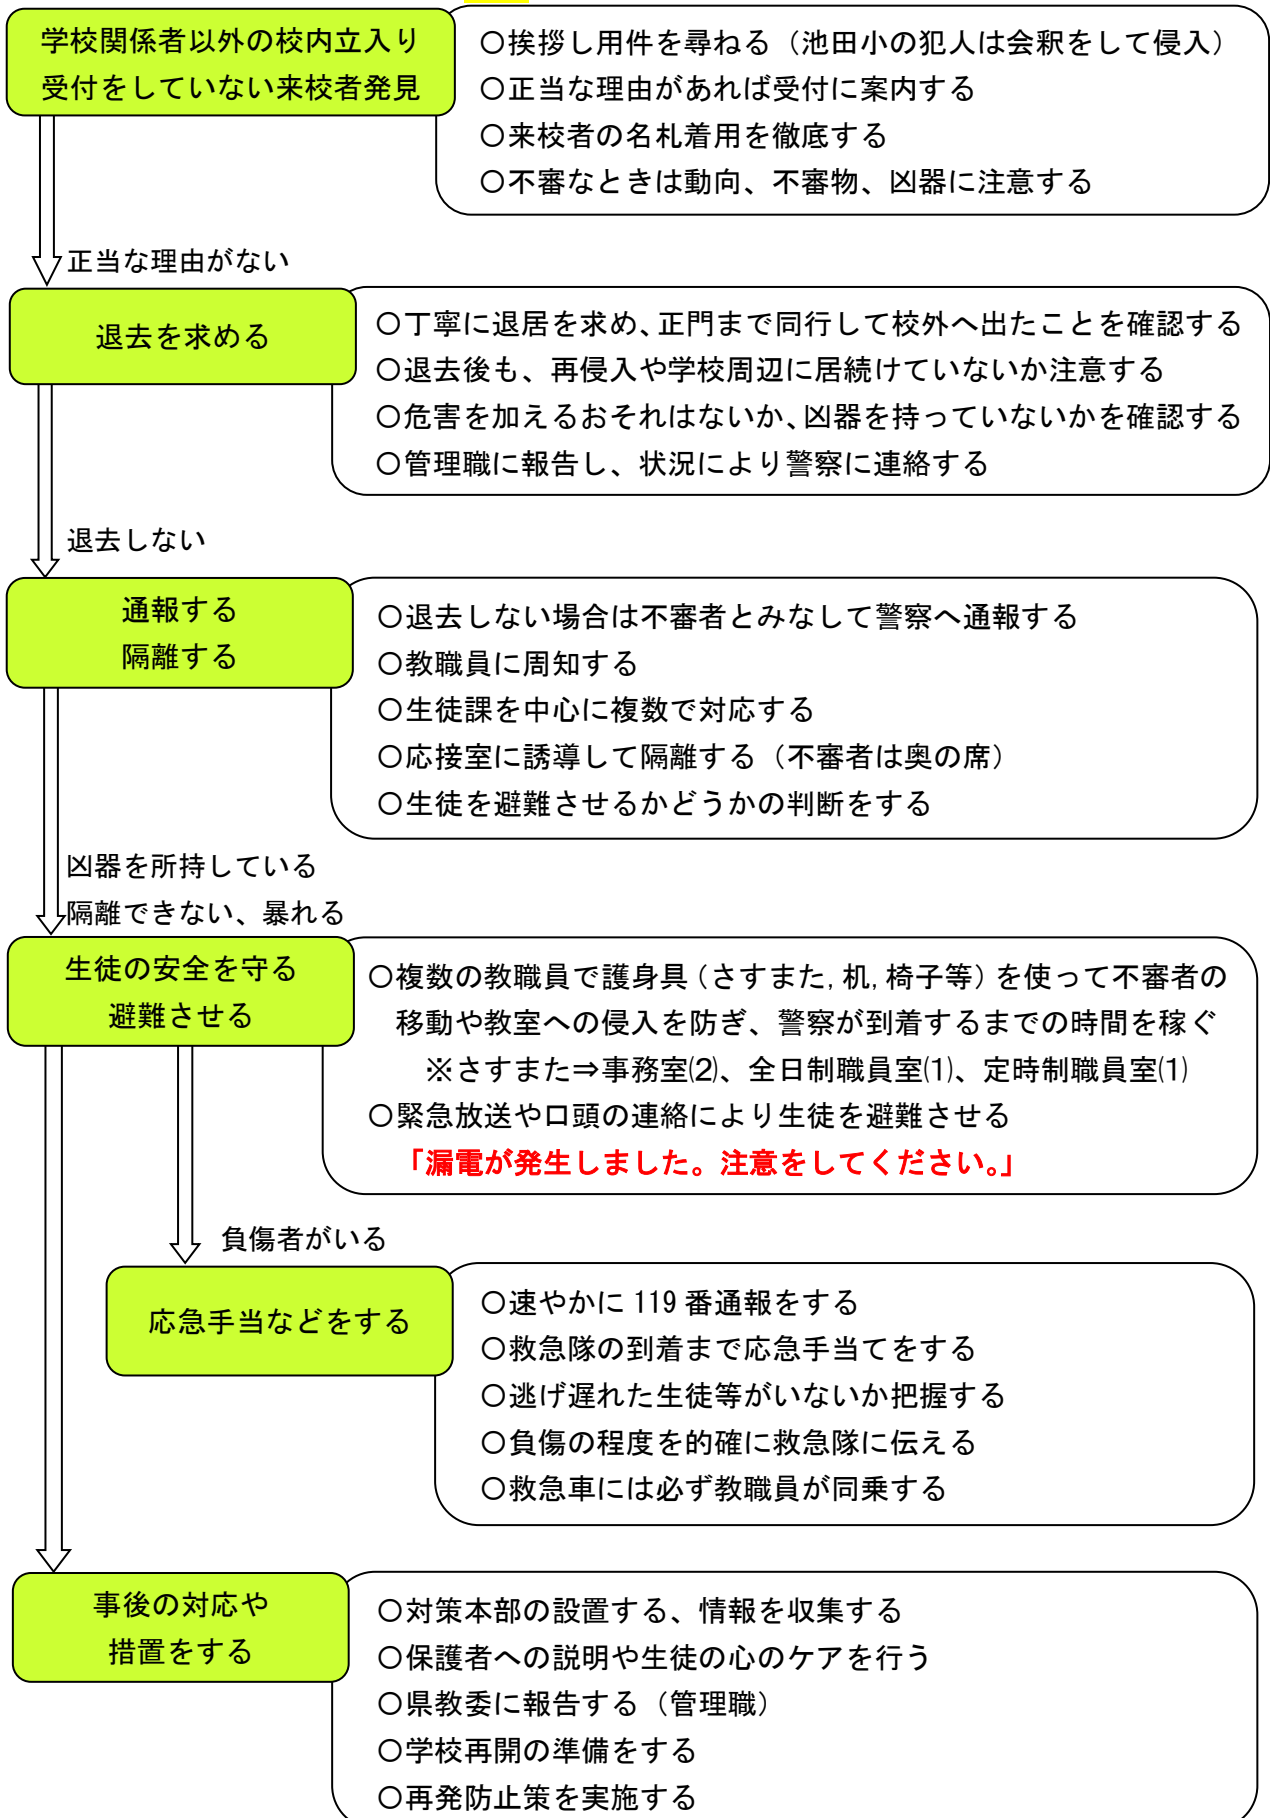 学校関係者以外の校内立入り
受付をしていない来校者発見
〇挨拶し用件を尋ねる（池田小の犯人は会釈をして侵入）
〇正当な理由があれば受付に案内する
〇来校者の名札着用を徹底する
〇不審なときは動向、不審物、凶器に注意する
正当な理由がない
退去を求める
〇丁寧に退居を求め、正門まで同行して校外へ出たことを確認する
〇退去後も、再侵入や学校周辺に居続けていないか注意する
〇危害を加えるおそれはないか、凶器を持っていないかを確認する
〇管理職に報告し、状況により警察に連絡する
退去しない
通報する
隔離する
〇退去しない場合は不審者とみなして警察へ通報する
〇教職員に周知する
〇生徒課を中心に複数で対応する
〇応接室に誘導して隔離する（不審者は奥の席）
〇生徒を避難させるかどうかの判断をする
凶器を所持している
隔離できない、暴れる
生徒の安全を守る
避難させる
〇複数の教職員で護身具（さすまた,机,椅子等）を使って不審者の
移動や教室への侵入を防ぎ、警察が到着するまでの時間を稼ぐ
※さすまた⇒事務室⑵、全日制職員室⑴、定時制職員室⑴
〇緊急放送や口頭の連絡により生徒を避難させる
「漏電が発生しました。注意をしてください。」
負傷者がいる
応急手当などをする
〇速やかに 119 番通報をする
〇救急隊の到着まで応急手当てをする
〇逃げ遅れた生徒等がいないか把握する
〇負傷の程度を的確に救急隊に伝える
〇救急車には必ず教職員が同乗する
事後の対応や
措置をする
〇対策本部の設置する、情報を収集する
〇保護者への説明や生徒の心のケアを行う
〇県教委に報告する（管理職）
〇学校再開の準備をする
〇再発防止策を実施する